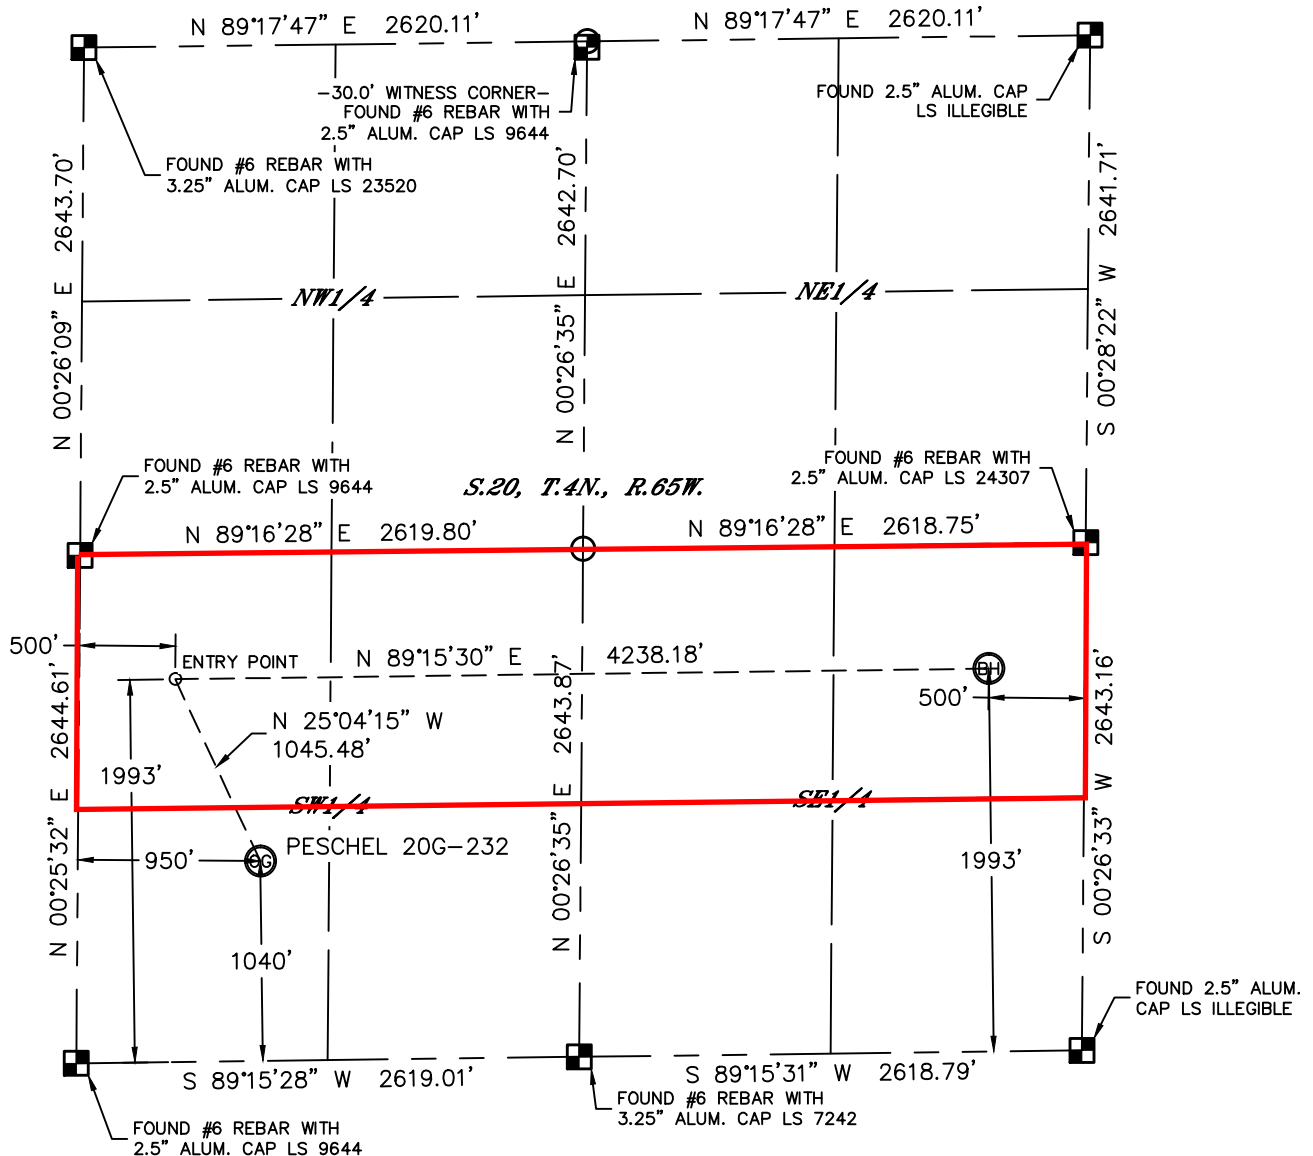 N 89°17'47" E 2620.11'
N 89°17'47" E 2620.11'
-30.0' WITNESS CORNER-
FOUND #6 REBAR WITH
2.5" ALUM. CAP LS 9644
FOUND 2.5" ALUM. CAP
LS ILLEGIBLE
FOUND #6 REBAR WITH
3.25" ALUM. CAP LS 23520
N 00°26'09" E 2643.70'
N 00°26'35" E 2642.70'
S 00°28'22" W 2641.71'
NW1/4
NE1/4
FOUND #6 REBAR WITH
2.5" ALUM. CAP LS 9644
S.20, T.4N., R.65W.
FOUND #6 REBAR WITH
2.5" ALUM. CAP LS 24307
N 89°16'28" E 2619.80'
N 89°16'28" E 2618.75'
500'
ENTRY POINT
N 89°15'30" E 4238.18'
BH
500'
N 25°04'15" W
1045.48'
1993'
N 00°25'32" E 2644.61'
N 00°26'35" E 2643.87'
S 00°26'33" W 2643.16'
SW1/4
SE1/4
PESCHEL 20G-232
950'
OG
1993'
1040'
FOUND 2.5" ALUM.
CAP LS ILLEGIBLE
S 89°15'28" W 2619.01'
S 89°15'31" W 2618.79'
FOUND #6 REBAR WITH
3.25" ALUM. CAP LS 7242
FOUND #6 REBAR WITH
2.5" ALUM. CAP LS 9644